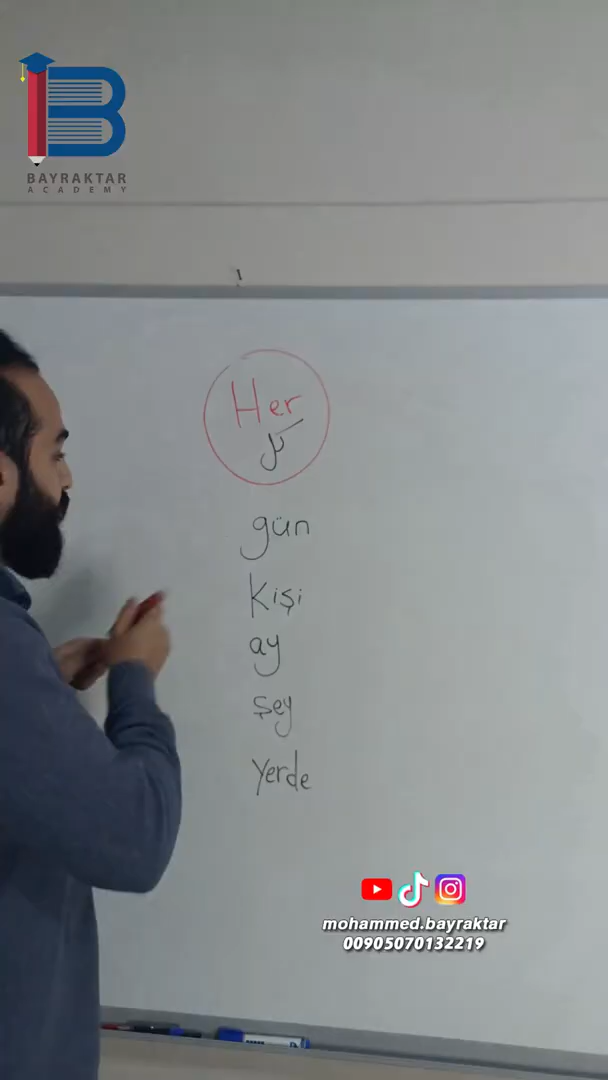 BAYRAKTAR
ACADEMY
Her
كل
gün
Kişi
ay
şey
yerde
mohammed.bayraktar
00905070132219